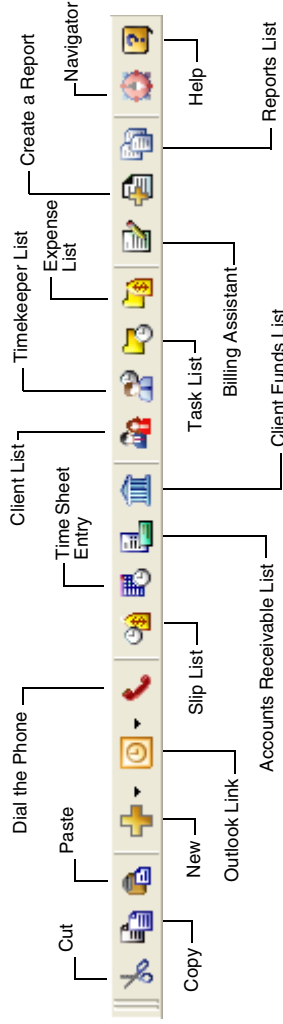 Cut
Copy
Paste
New
Outlook Link
Dial the Phone
Slip List
Time Sheet
Entry
Accounts Receivable List
Client Funds List
Client List
Timekeeper List
Task List
Expense
List
Billing Assistant
Create a Report
Reports List
Navigator
Help